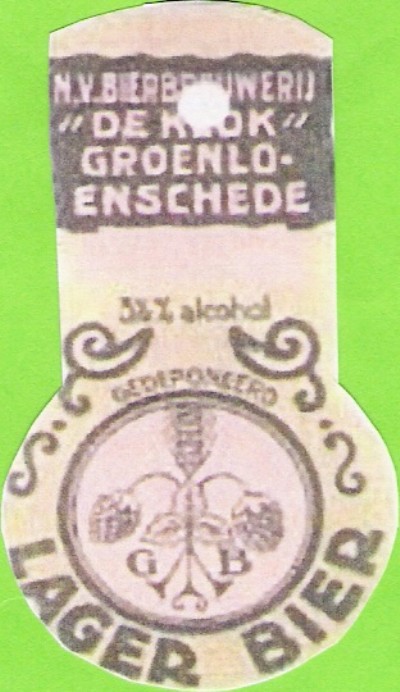 N.V. BIERBROUWERIJ
"DE KLOK"
GROENLO-
ENSCHEDE
3½% alcohol
GEDEPONEERD
G B
LAGER BIER